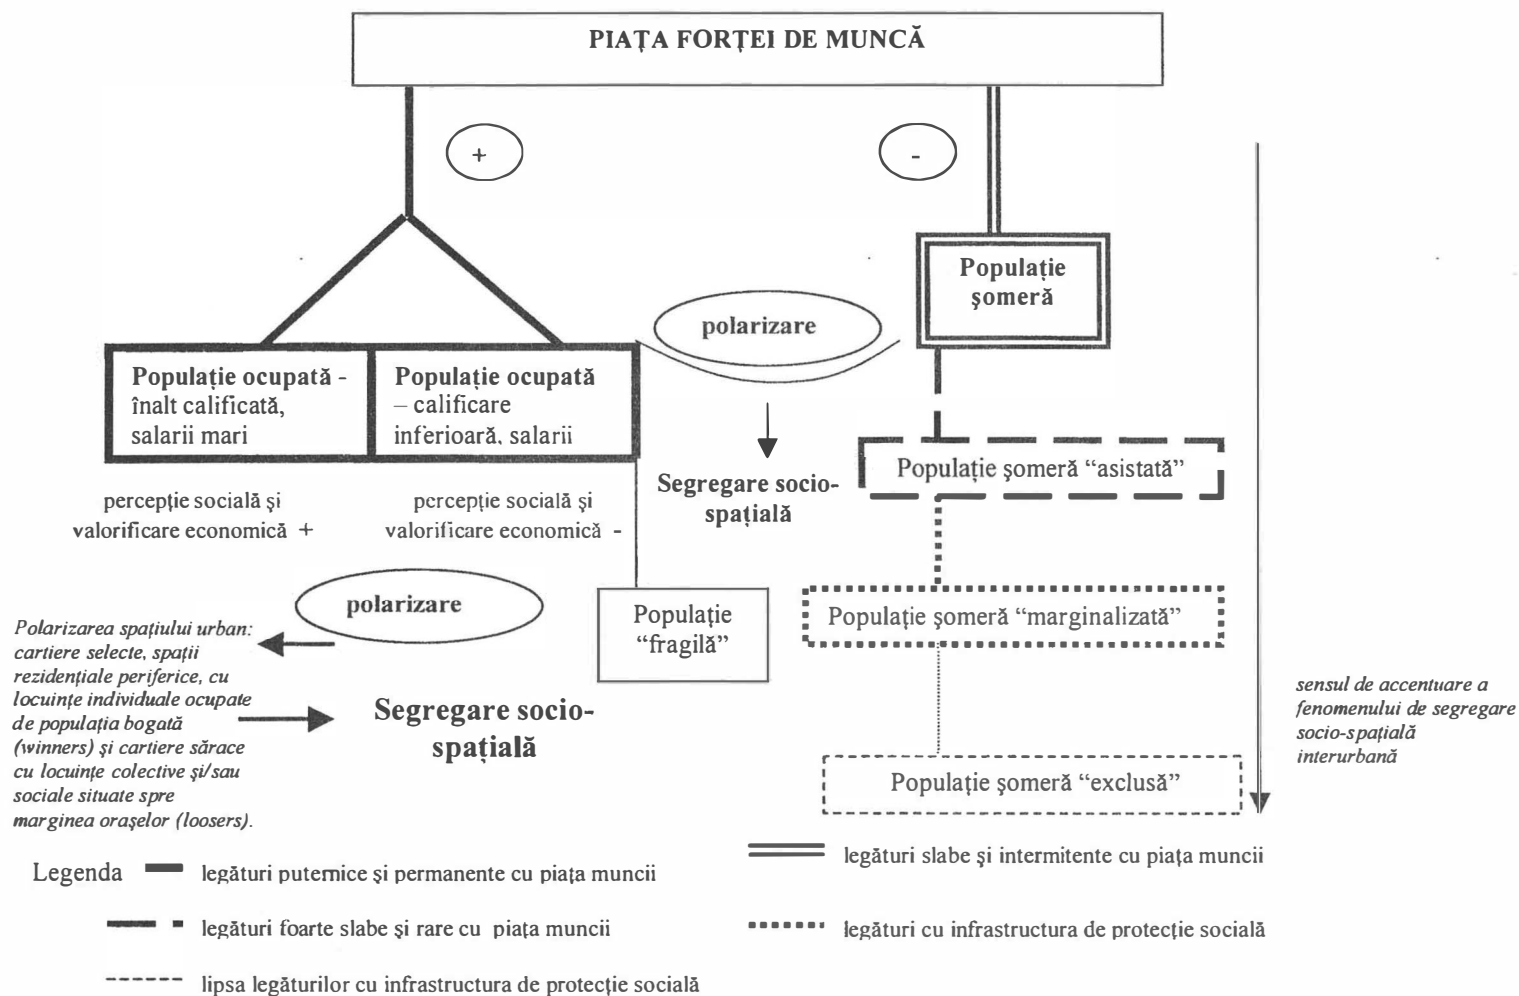 PIAȚA FORȚEI DE MUNCĂ
+
-
Populație
şomeră
polarizare
Populație ocupată -
înalt calificată,
salarii mari
Populație ocupată
– calificare
inferioară, salarii
Segregare socio-
spațială
Populație şomeră “asistată”
percepție socială și
valorificare economică +
percepție socială și
valorificare economică -
polarizare
Populație
“fragilă”
Populație şomeră “marginalizată”
Polarizarea spațiului urban:
cartiere selecte, spații
rezidențiale periferice, cu
locuințe individuale ocupate
de populația bogată
(winners) și cartiere sărace
cu locuințe colective şi/sau
sociale situate spre
marginea oraşelor (loosers).
Segregare socio-
spațială
sensul de accentuare a
fenomenului de segregare
socio-spațială
interurbană
Populație şomeră “exclusă”
Legenda
legături puternice și permanente cu piața muncii
legături slabe și intermitente cu piața muncii
legături foarte slabe și rare cu piața muncii
legături cu infrastructura de protecție socială
lipsa legăturilor cu infrastructura de protecție socială